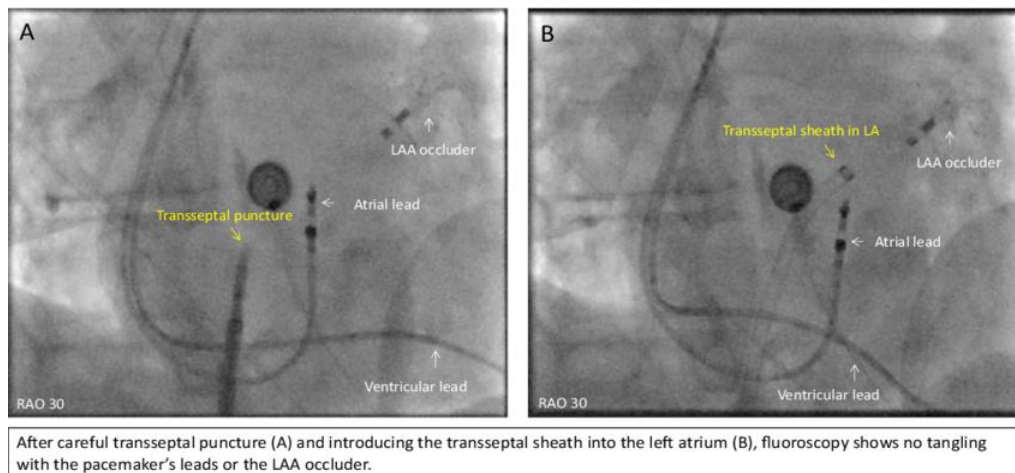 A
LAA occluder
Transseptal puncture
Atrial lead
Ventricular lead
RAO 30
B
Transseptal sheath in LA
LAA occluder
Atrial lead
Ventricular lead
RAO 30
After careful transseptal puncture (A) and introducing the transseptal sheath into the left atrium (B), fluoroscopy shows no tangling
with the pacemaker's leads or the LAA occluder.